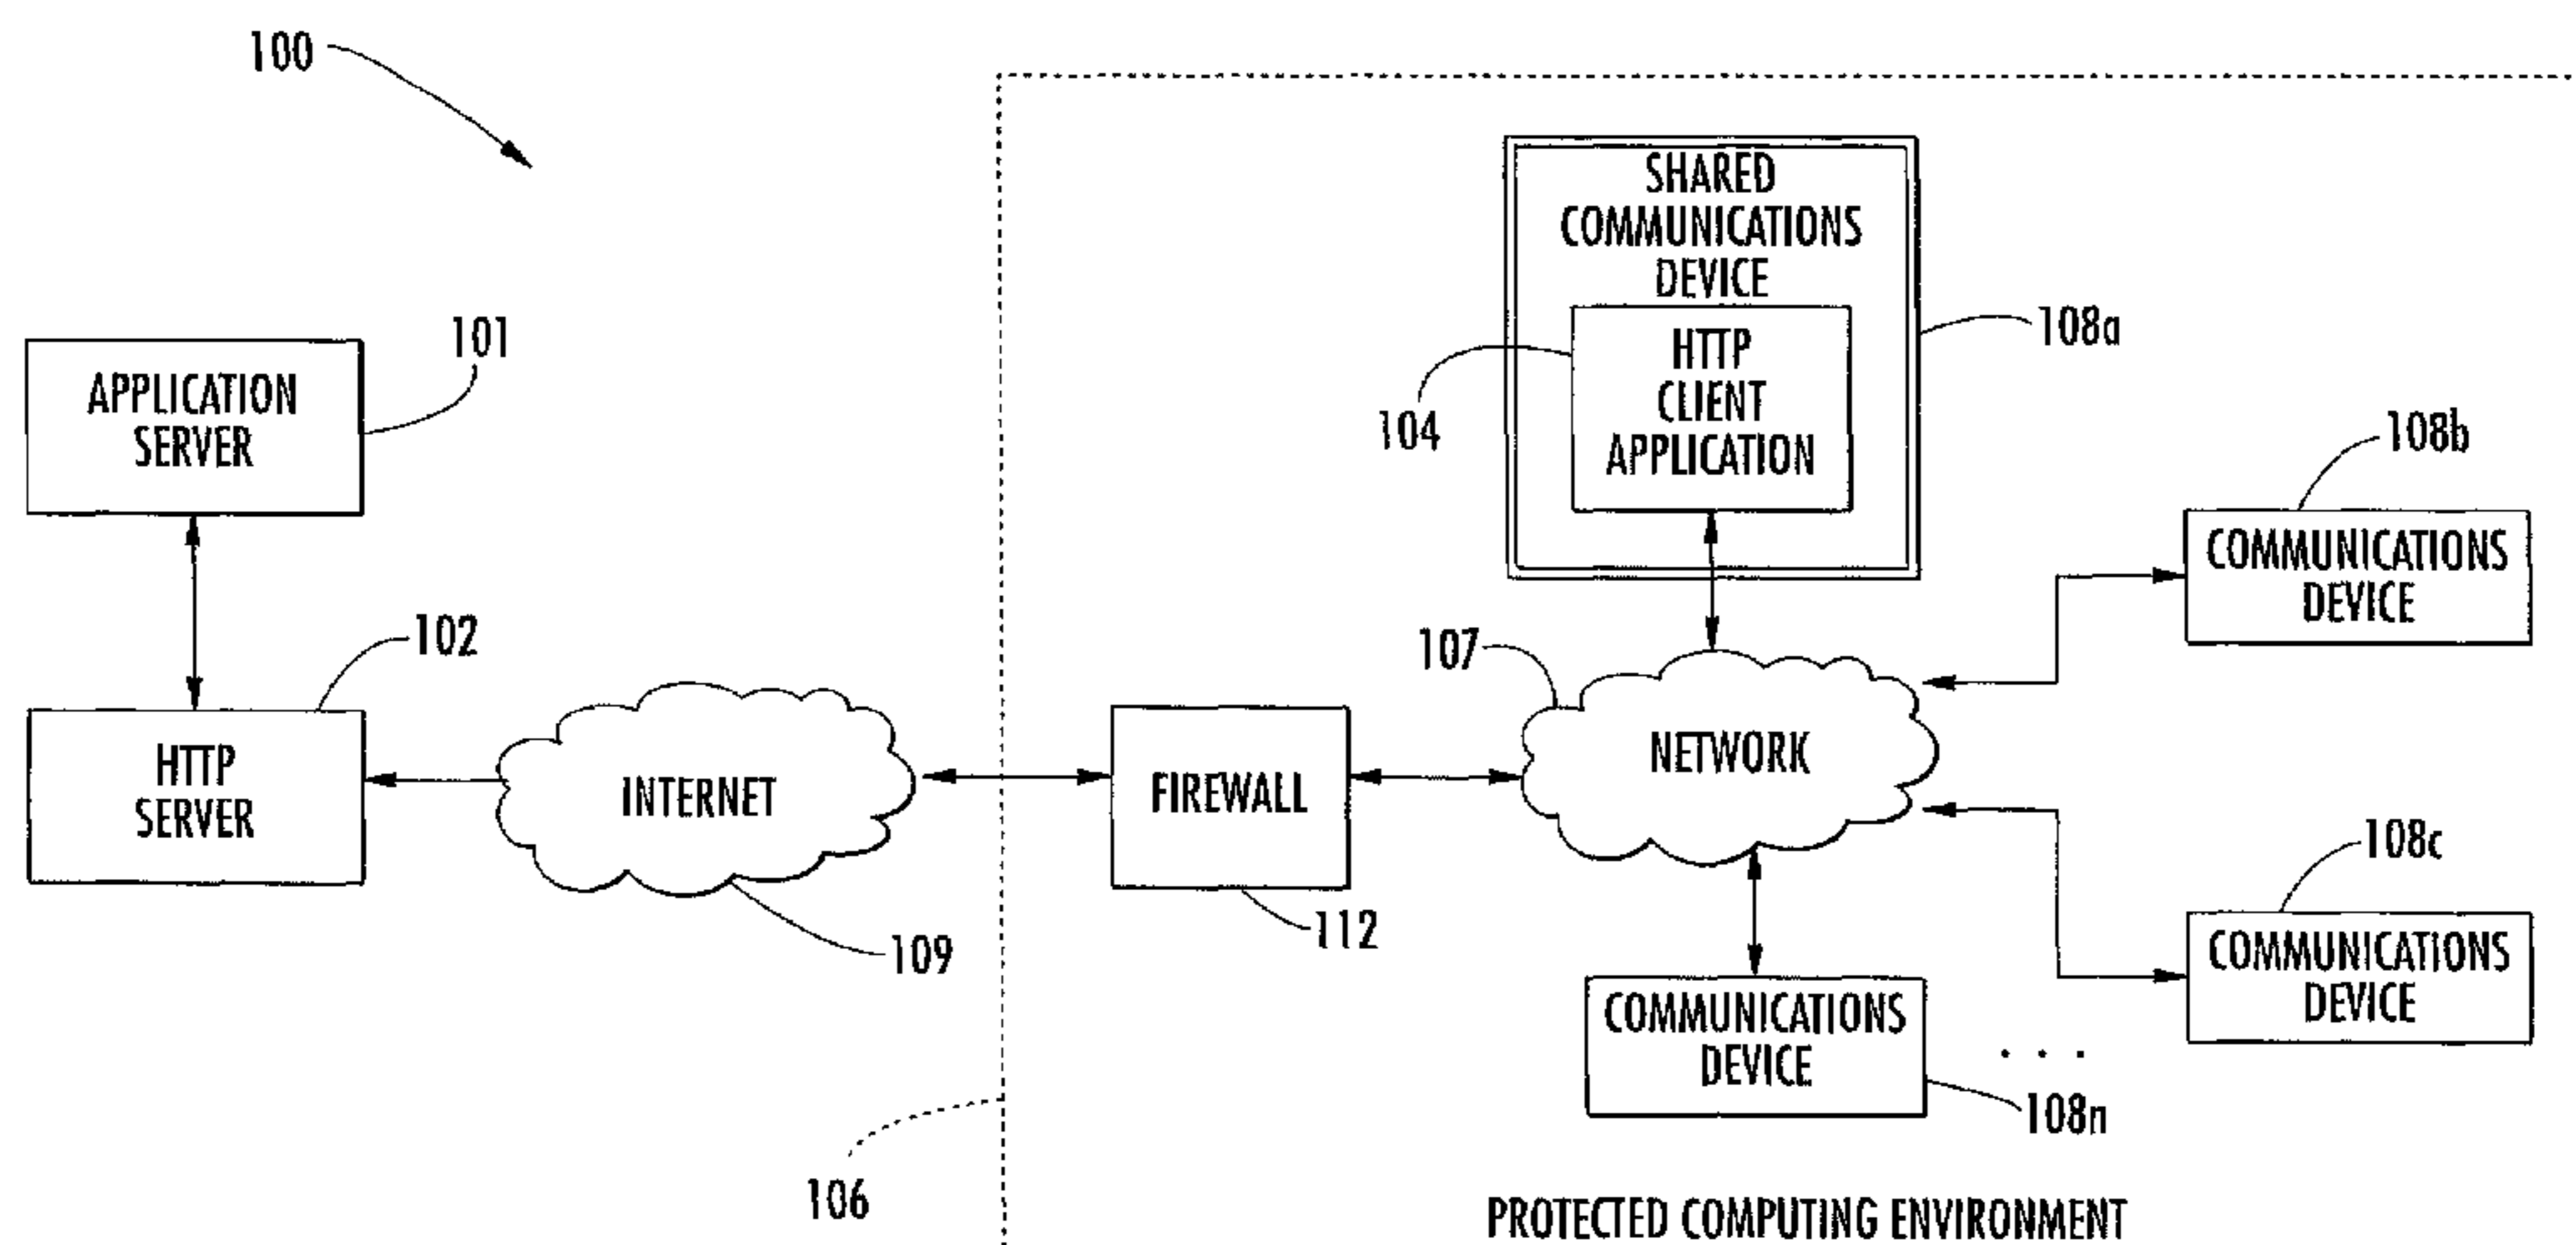 100
SHARED
COMMUNICATIONS
DEVICE
HTTP
CLIENT
APPLICATION
104
108a
101
APPLICATION
SERVER
108b
COMMUNICATIONS
DEVICE
102
HTTP
SERVER
INTERNET
109
FIREWALL
112
107
NETWORK
108c
COMMUNICATIONS
DEVICE
COMMUNICATIONS
DEVICE
. . .
108n
106
PROTECTED COMPUTING ENVIRONMENT